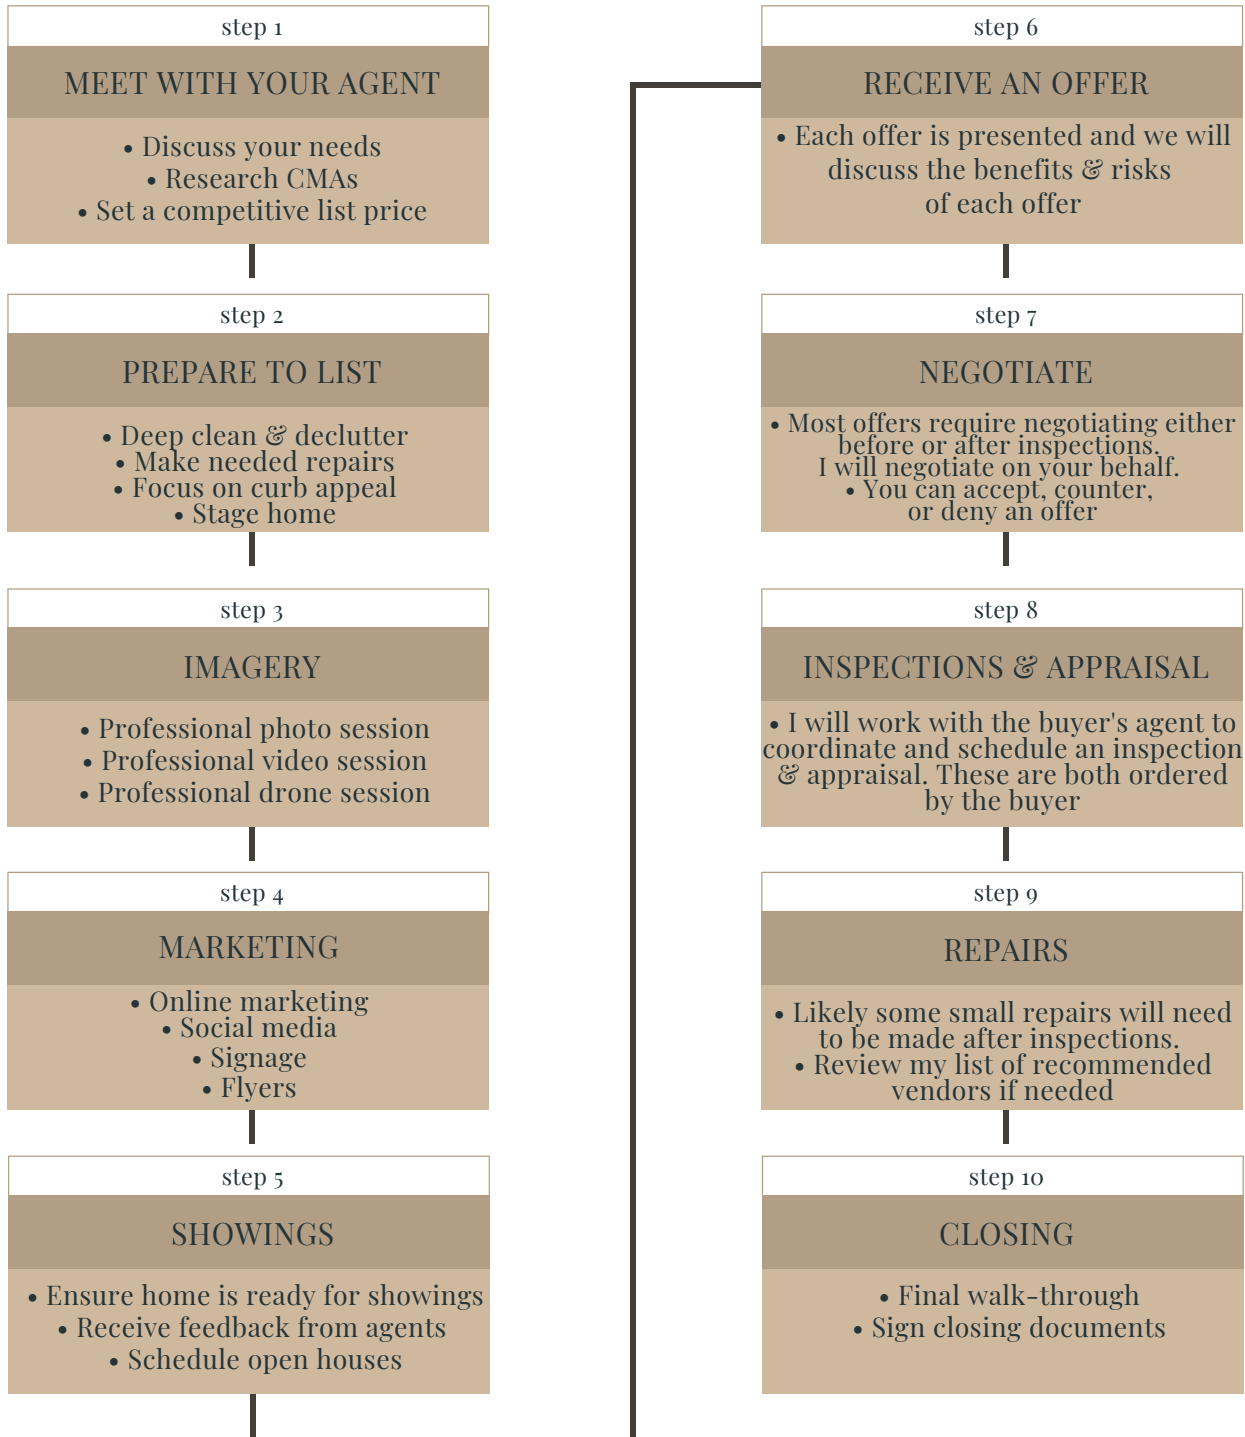 step 1
MEET WITH YOUR AGENT
• Discuss your needs
• Research CMAs
• Set a competitive list price
step 2
PREPARE TO LIST
• Deep clean & declutter
• Make needed repairs
• Focus on curb appeal
• Stage home
step 3
IMAGERY
• Professional photo session
• Professional video session
• Professional drone session
step 4
MARKETING
• Online marketing
• Social media
• Signage
• Flyers
step 5
SHOWINGS
• Ensure home is ready for showings
• Receive feedback from agents
• Schedule open houses
step 6
RECEIVE AN OFFER
• Each offer is presented and we will
discuss the benefits & risks
of each offer
step 7
NEGOTIATE
• Most offers require negotiating either
before or after inspections.
I will negotiate on your behalf.
• You can accept, counter,
or deny an offer
step 8
INSPECTIONS & APPRAISAL
• I will work with the buyer's agent to
coordinate and schedule an inspection
& appraisal. These are both ordered
by the buyer
step 9
REPAIRS
• Likely some small repairs will need
to be made after inspections.
• Review my list of recommended
vendors if needed
step 10
CLOSING
• Final walk-through
• Sign closing documents